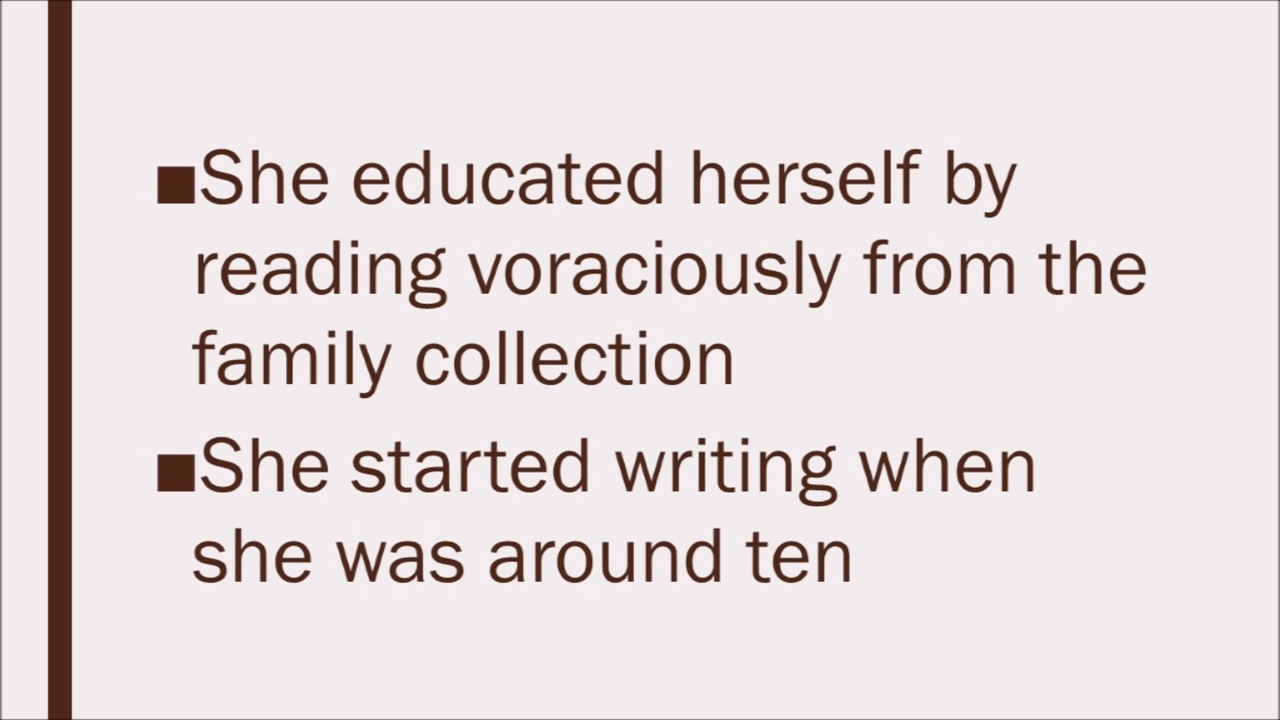 ■She educated herself by
reading voraciously from the
family collection
■She started writing when
she was around ten